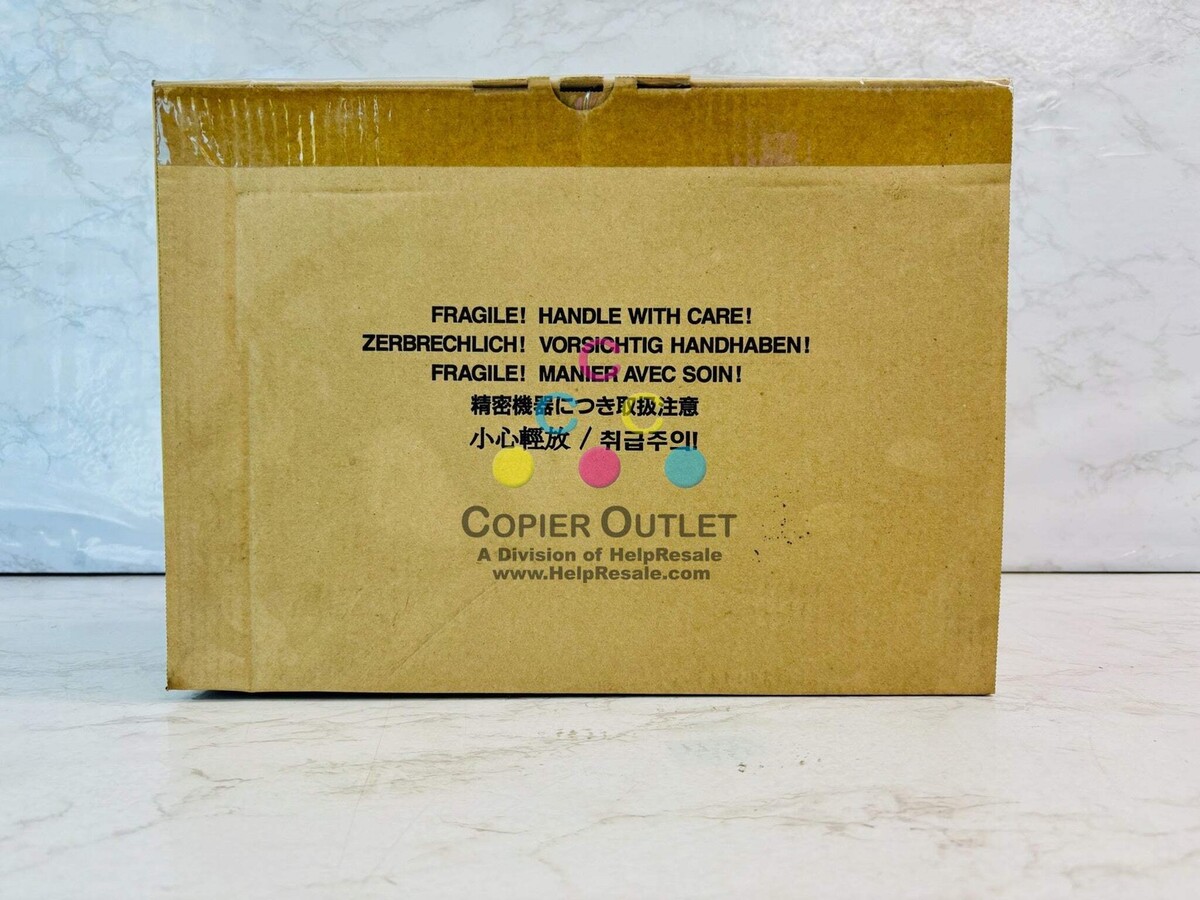 FRAGILE! HANDLE WITH CARE!
ZERBRECHLICH! VORSICHTIG HANDHABEN!
FRAGILE! MANIER AVEC SOIN!
精密機器につき取扱注意
小心輕放 / 취급주의!
C
C C
COPIER OUTLET
A Division of HelpResale
www.HelpResale.com